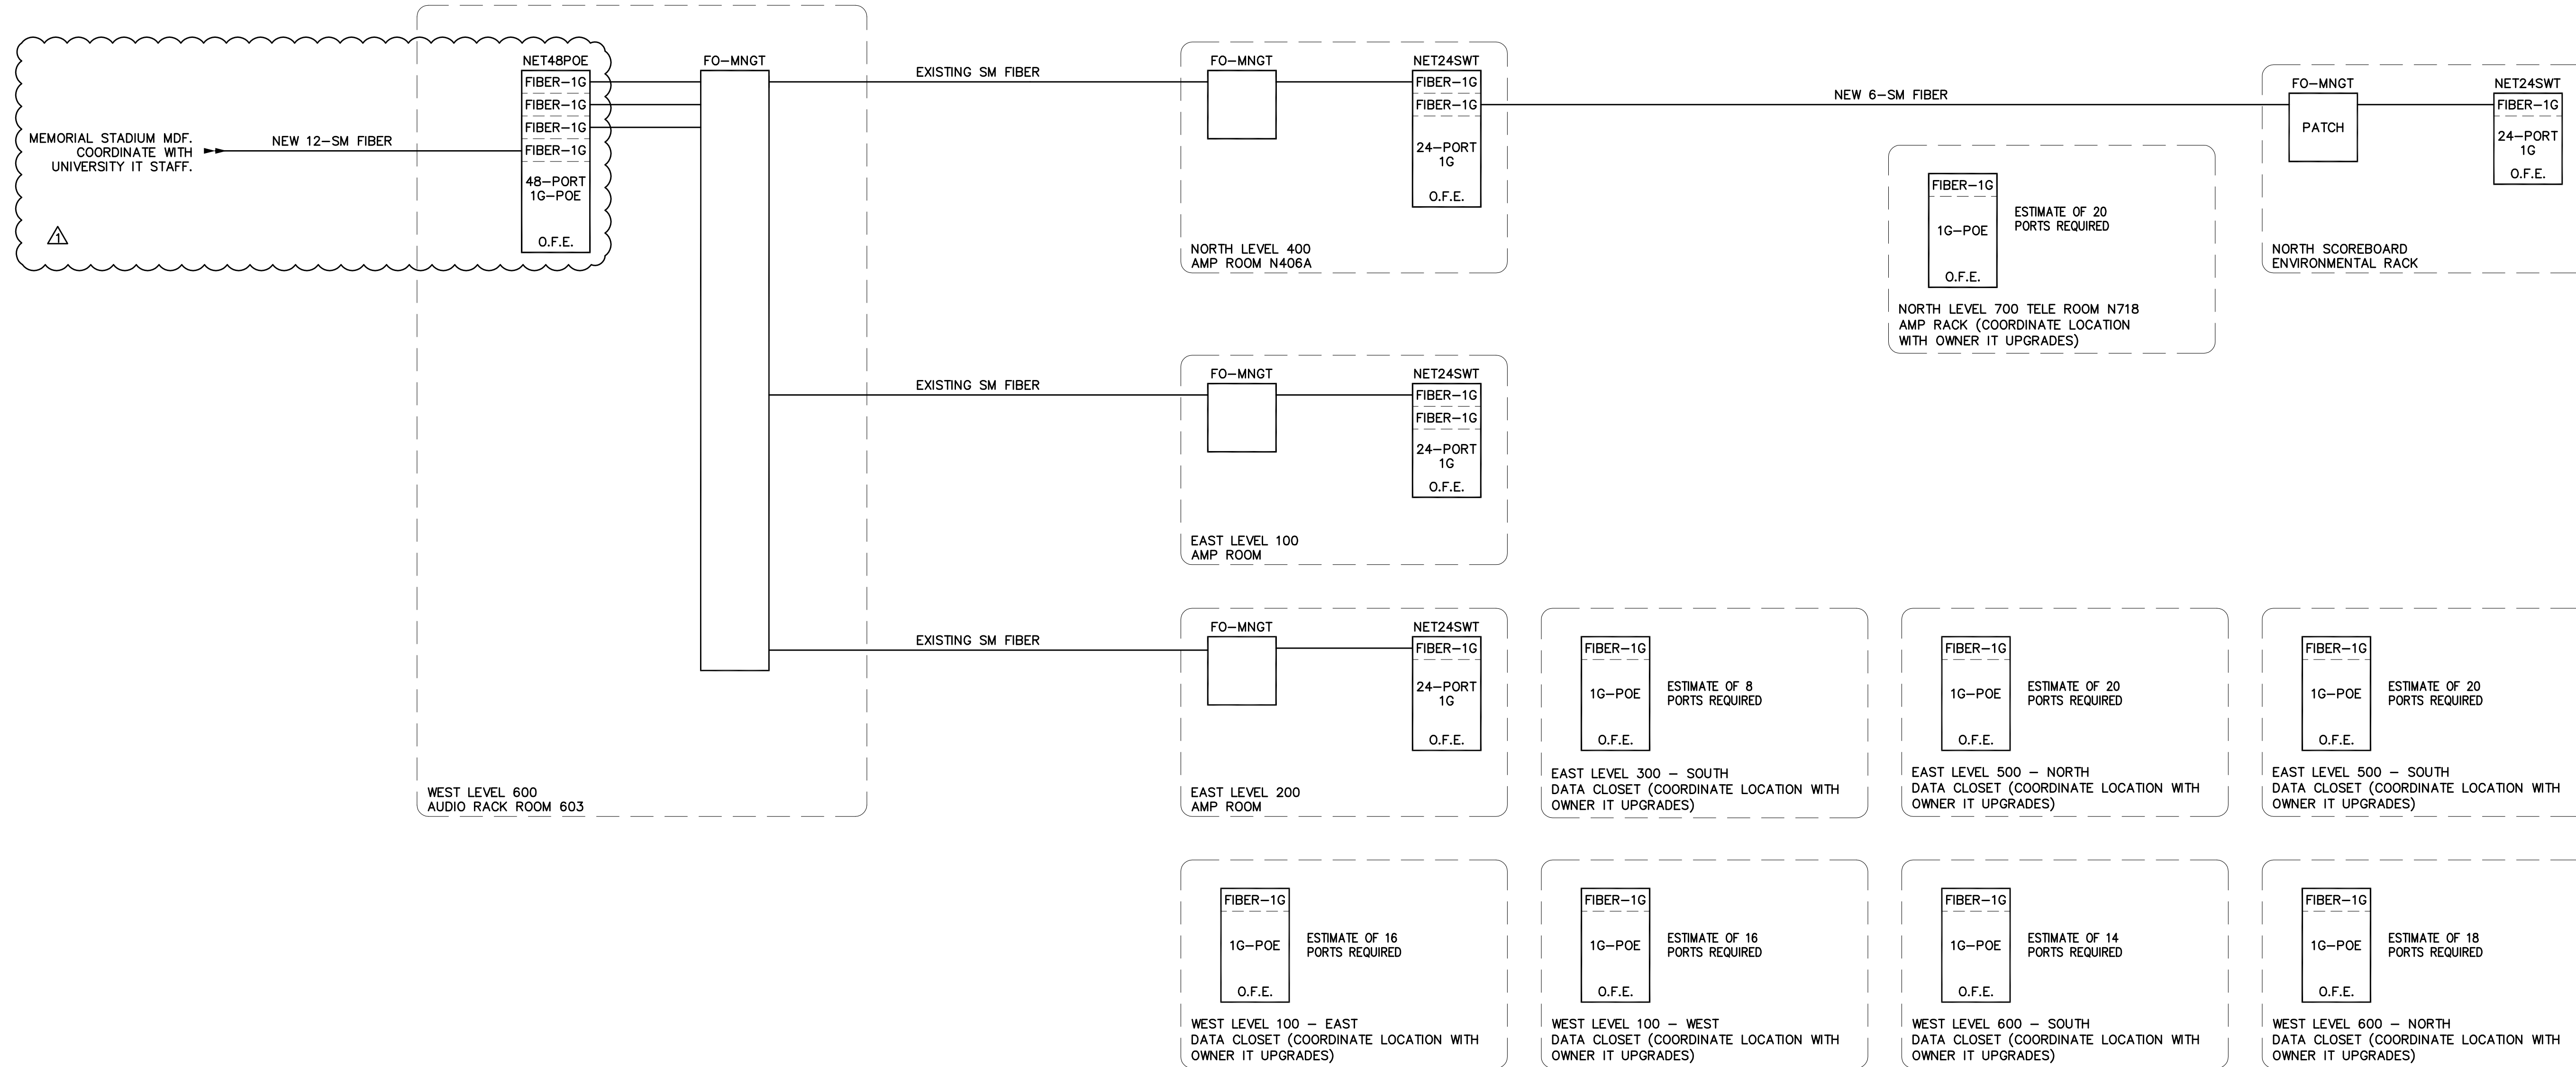 MEMORIAL STADIUM MDF.
COORDINATE WITH
UNIVERSITY IT STAFF.
NEW 12-SM FIBER
1
NET48POE
FIBER-1G
FIBER-1G
FIBER-1G
FIBER-1G
48-PORT
1G-POE
O.F.E.
FO-MNGT
WEST LEVEL 600
AUDIO RACK ROOM 603
EXISTING SM FIBER
FO-MNGT
NET24SWT
FIBER-1G
FIBER-1G
24-PORT
1G
O.F.E.
NORTH LEVEL 400
AMP ROOM N406A
NEW 6-SM FIBER
FIBER-1G
1G-POE
O.F.E.
ESTIMATE OF 20
PORTS REQUIRED
NORTH LEVEL 700 TELE ROOM N718
AMP RACK (COORDINATE LOCATION
WITH OWNER IT UPGRADES)
FO-MNGT
PATCH
NET24SWT
FIBER-1G
24-PORT
1G
O.F.E.
NORTH SCOREBOARD
ENVIRONMENTAL RACK
EXISTING SM FIBER
FO-MNGT
NET24SWT
FIBER-1G
FIBER-1G
24-PORT
1G
O.F.E.
EAST LEVEL 100
AMP ROOM
EXISTING SM FIBER
FO-MNGT
NET24SWT
FIBER-1G
24-PORT
1G
O.F.E.
EAST LEVEL 200
AMP ROOM
FIBER-1G
1G-POE
O.F.E.
ESTIMATE OF 8
PORTS REQUIRED
EAST LEVEL 300 - SOUTH
DATA CLOSET (COORDINATE LOCATION WITH
OWNER IT UPGRADES)
FIBER-1G
1G-POE
O.F.E.
ESTIMATE OF 20
PORTS REQUIRED
EAST LEVEL 500 - NORTH
DATA CLOSET (COORDINATE LOCATION WITH
OWNER IT UPGRADES)
FIBER-1G
1G-POE
O.F.E.
ESTIMATE OF 20
PORTS REQUIRED
EAST LEVEL 500 - SOUTH
DATA CLOSET (COORDINATE LOCATION WITH
OWNER IT UPGRADES)
FIBER-1G
1G-POE
O.F.E.
ESTIMATE OF 16
PORTS REQUIRED
WEST LEVEL 100 - EAST
DATA CLOSET (COORDINATE LOCATION WITH
OWNER IT UPGRADES)
FIBER-1G
1G-POE
O.F.E.
ESTIMATE OF 16
PORTS REQUIRED
WEST LEVEL 100 - WEST
DATA CLOSET (COORDINATE LOCATION WITH
OWNER IT UPGRADES)
FIBER-1G
1G-POE
O.F.E.
ESTIMATE OF 14
PORTS REQUIRED
WEST LEVEL 600 - SOUTH
DATA CLOSET (COORDINATE LOCATION WITH
OWNER IT UPGRADES)
FIBER-1G
1G-POE
O.F.E.
ESTIMATE OF 18
PORTS REQUIRED
WEST LEVEL 600 - NORTH
DATA CLOSET (COORDINATE LOCATION WITH
OWNER IT UPGRADES)